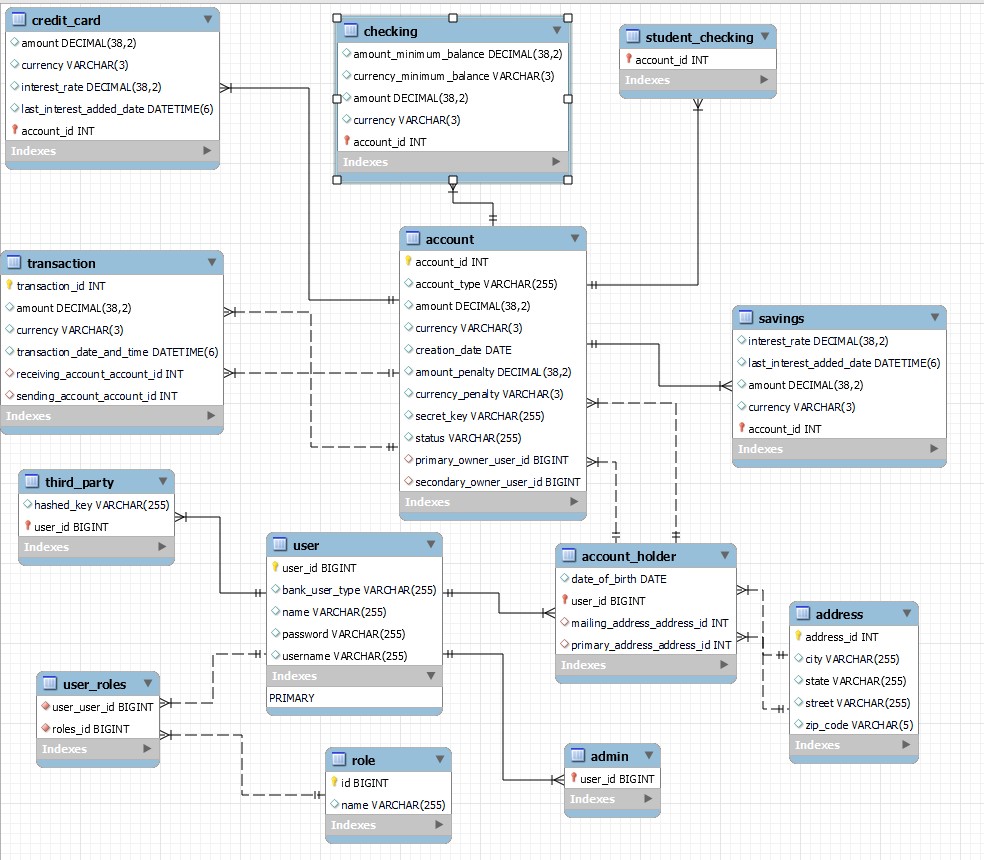 credit_card
amount DECIMAL(38,2)
currency VARCHAR(3)
interest_rate DECIMAL(38,2)
last_interest_added_date DATETIME(6)
account_id INT
Indexes
checking
amount_minimum_balance DECIMAL(38,2)
currency_minimum_balance VARCHAR(3)
amount DECIMAL(38,2)
currency VARCHAR(3)
account_id INT
Indexes
student_checking
account_id INT
Indexes
transaction
transaction_id INT
amount DECIMAL(38,2)
currency VARCHAR(3)
transaction_date_and_time DATETIME(6)
receiving_account_account_id INT
sending_account_account_id INT
Indexes
account
account_id INT
account_type VARCHAR(255)
amount DECIMAL(38,2)
currency VARCHAR(3)
creation_date DATE
amount_penalty DECIMAL(38,2)
currency_penalty VARCHAR(3)
secret_key VARCHAR(255)
status VARCHAR(255)
primary_owner_user_id BIGINT
secondary_owner_user_id BIGINT
Indexes
savings
interest_rate DECIMAL(38,2)
last_interest_added_date DATETIME(6)
amount DECIMAL(38,2)
currency VARCHAR(3)
account_id INT
Indexes
third_party
hashed_key VARCHAR(255)
user_id BIGINT
Indexes
user
user_id BIGINT
bank_user_type VARCHAR(255)
name VARCHAR(255)
password VARCHAR(255)
username VARCHAR(255)
Indexes
PRIMARY
account_holder
date_of_birth DATE
user_id BIGINT
mailing_address_address_id INT
primary_address_address_id INT
Indexes
address
address_id INT
city VARCHAR(255)
state VARCHAR(255)
street VARCHAR(255)
zip_code VARCHAR(5)
Indexes
user_roles
user_user_id BIGINT
roles_id BIGINT
Indexes
role
id BIGINT
name VARCHAR(255)
Indexes
admin
user_id BIGINT
Indexes